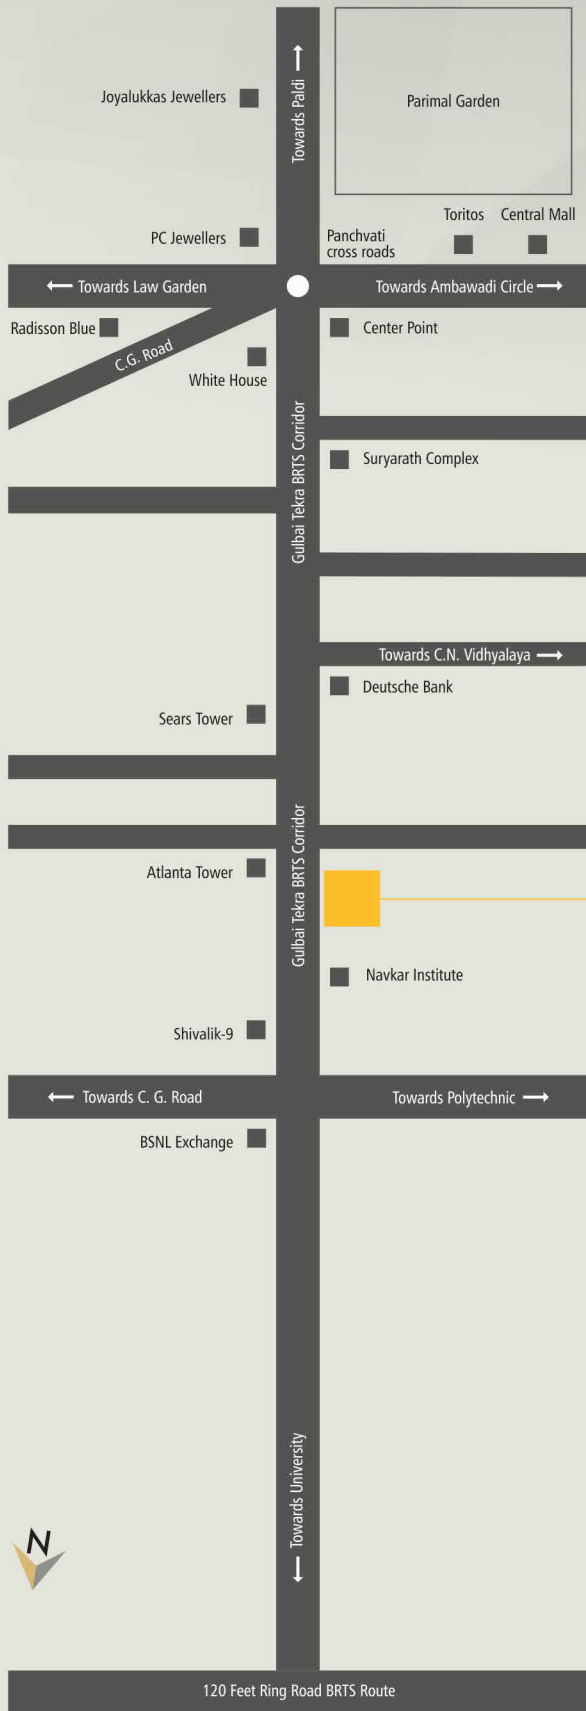 Towards Paldi
Joyalukkas Jewellers
Parimal Garden
PC Jewellers
Panchvati
cross roads
Toritos
Central Mall
Towards Law Garden
Towards Ambawadi Circle
Radisson Blue
C.G. Road
White House
Center Point
Gulbai Tekra BRTS Corridor
Suryarath Complex
Towards C.N. Vidhyalaya
Deutsche Bank
Sears Tower
Gulbai Tekra BRTS Corridor
Atlanta Tower
Navkar Institute
Shivalik-9
Towards C. G. Road
Towards Polytechnic
BSNL Exchange
Towards University
N
120 Feet Ring Road BRTS Route